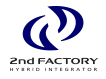 2nd FACTORY
HYBRID INTEGRATOR